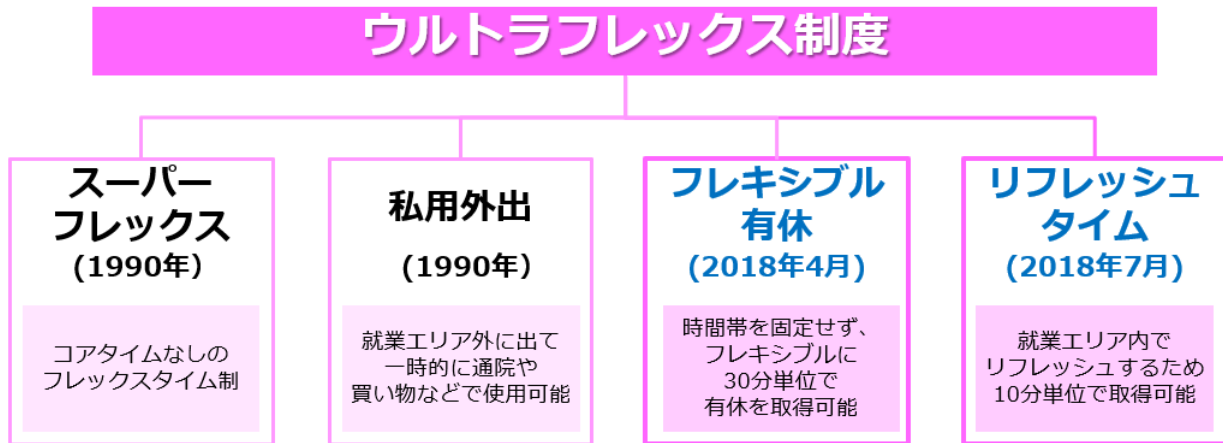 ウルトラフレックス制度
スーパー
フレックス
(1990年）
コアタイムなしの
フレックスタイム制
私用外出
(1990年）
就業エリア外に出て
一時的に通院や
買い物などで使用可能
フレキシブル
有休
(2018年4月)
時間帯を固定せず、
フレキシブルに
30分単位で
有休を取得可能
リフレッシュ
タイム
(2018年7月)
就業エリア内で
リフレッシュするため
10分単位で取得可能